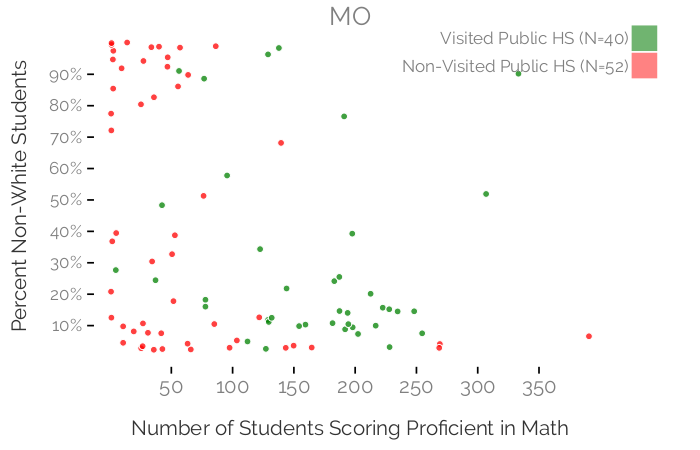 MO
Visited Public HS (N=40)
Non-Visited Public HS (N=52)
Percent Non-White Students
90%
80%
70%
60%
50%
40%
30%
20%
10%
50 100 150 200 250 300 350
Number of Students Scoring Proficient in Math